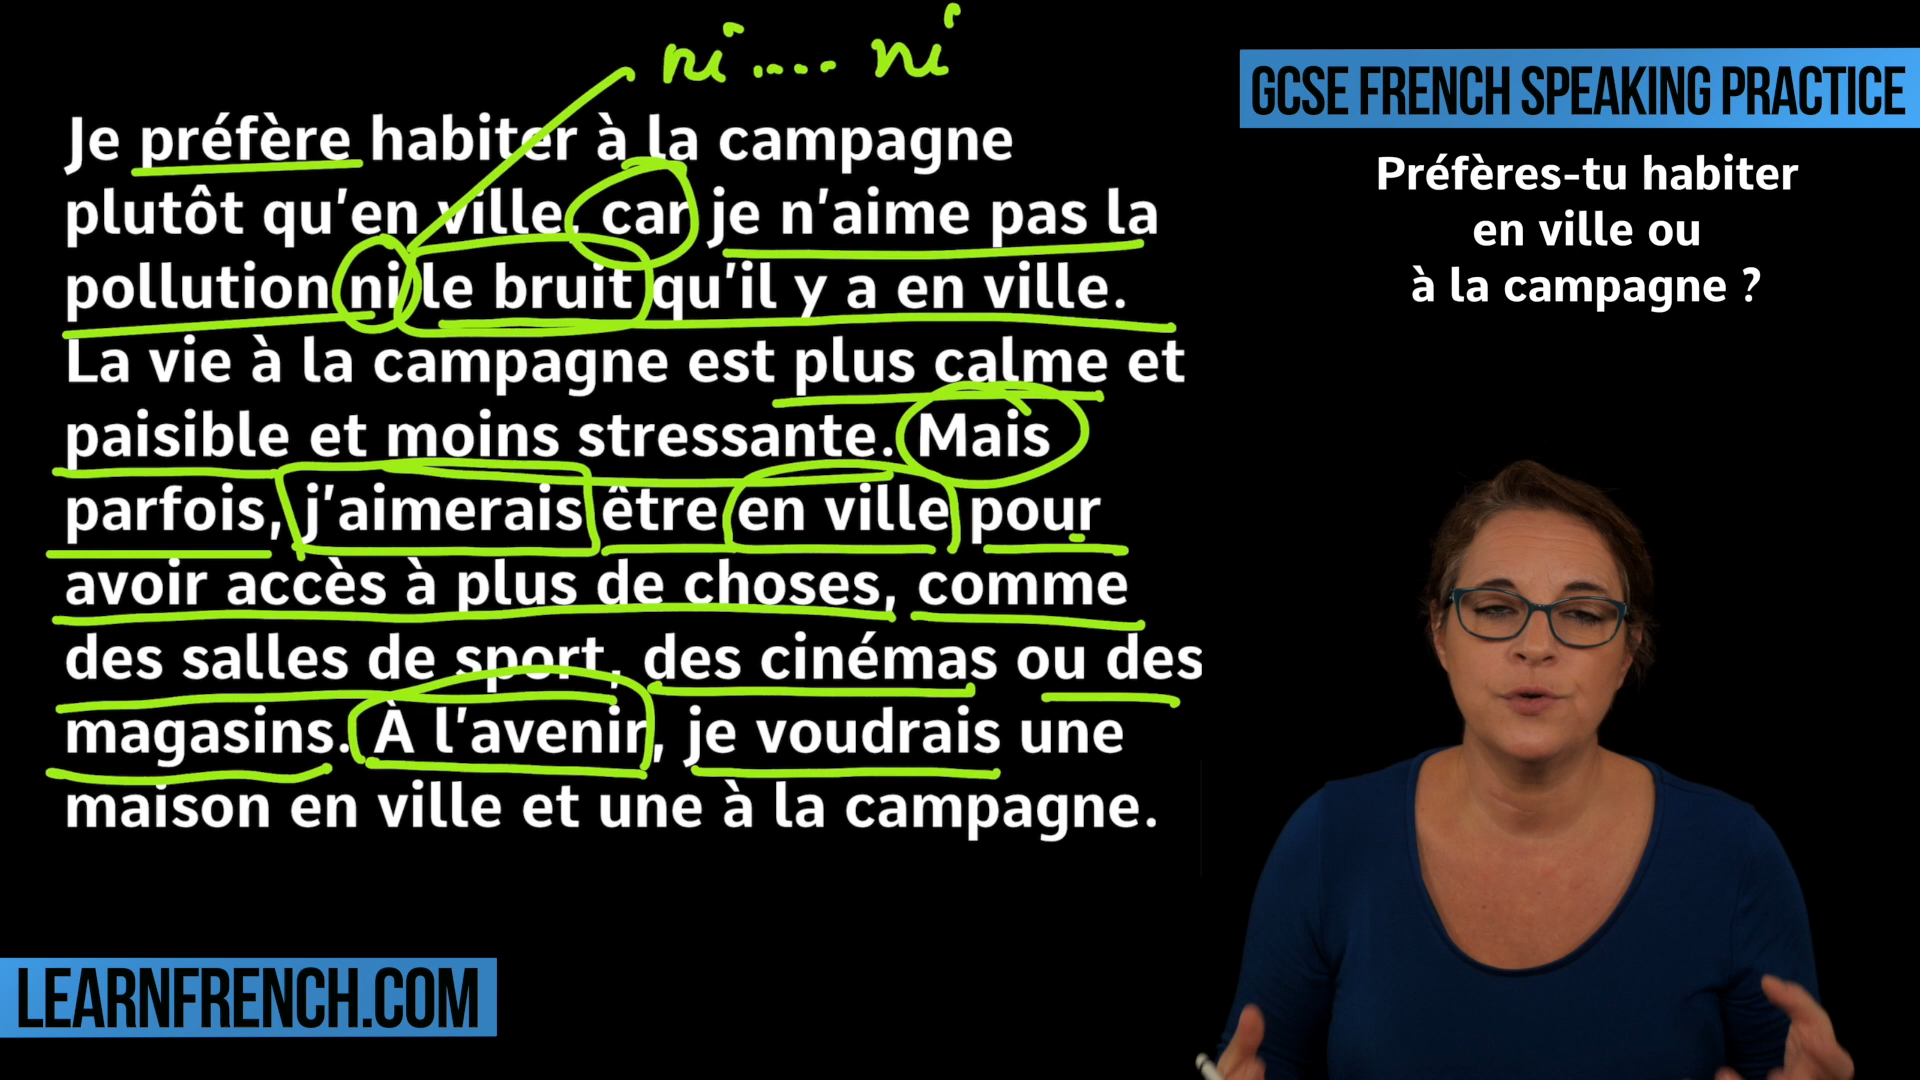 ni .... ni
Je préfère habiter à la campagne
plutôt qu'en ville, car je n'aime pas la
pollution ni le bruit qu'il y a en ville.
La vie à la campagne est plus calme et
paisible et moins stressante. Mais
parfois, j'aimerais être en ville pour
avoir accès à plus de choses, comme
des salles de sport, des cinémas ou des
magasins. À l'avenir, je voudrais une
maison en ville et une à la campagne.
GCSE FRENCH SPEAKING PRACTICE
Préfères-tu habiter
en ville ou
à la campagne ?
LEARNFRENCH.COM